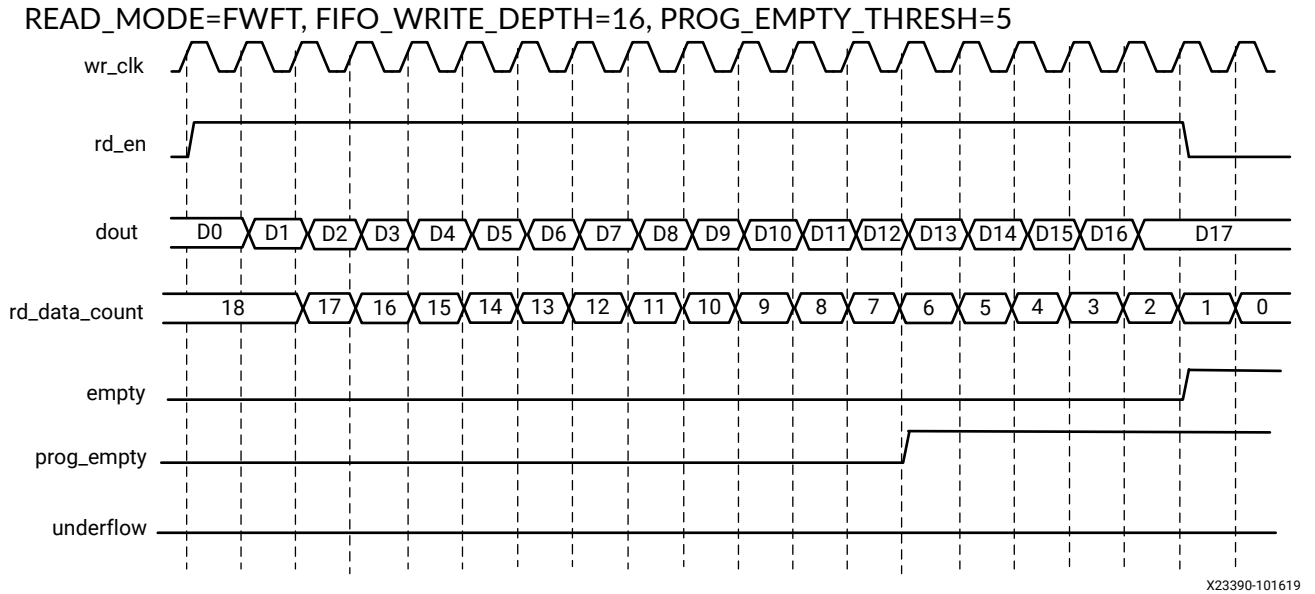 READ_MODE=FWFT, FIFO_WRITE_DEPTH=16, PROG_EMPTY_THRESH=5
wr_clk
rd_en
dout D0 D1 D2 D3 D4 D5 D6 D7 D8 D9 D10 D11 D12 D13 D14 D15 D16 D17
rd_data_count 18 17 16 15 14 13 12 11 10 9 8 7 6 5 4 3 2 1 0
empty
prog_empty
underflow
X23390-101619